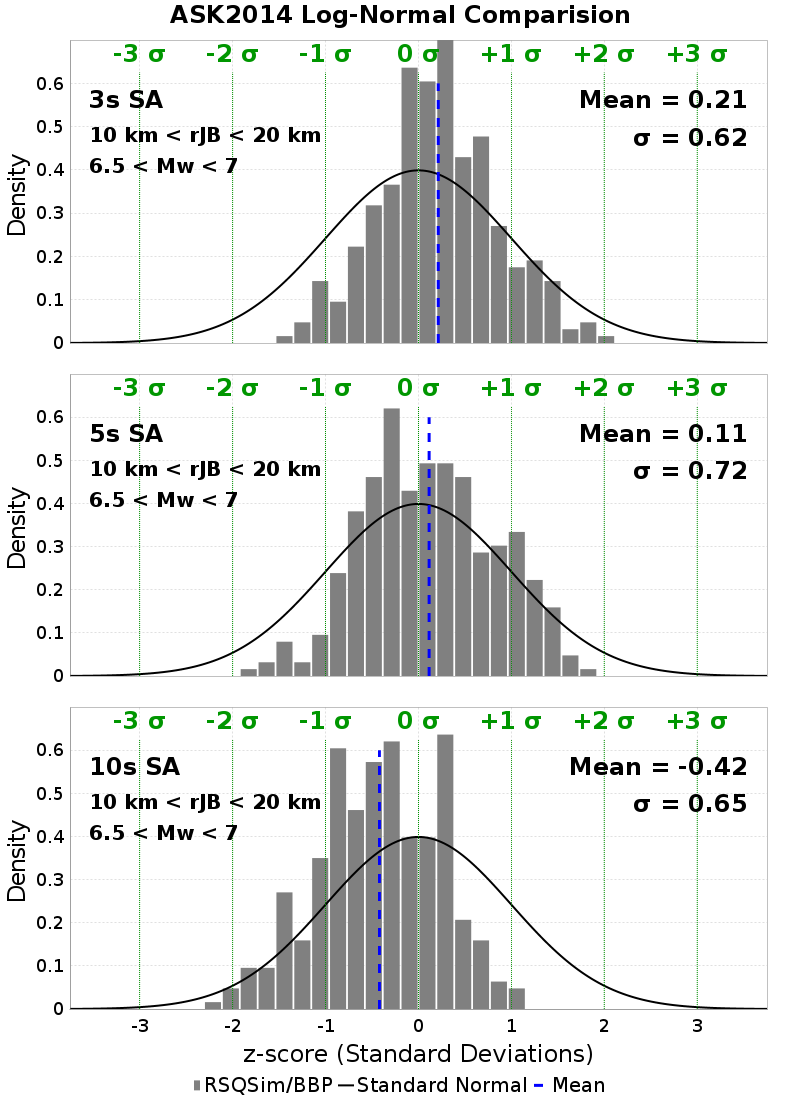 ASK2014 Log-Normal Comparision
-3 σ -2 σ -1 σ 0 σ +1 σ +2 σ +3 σ
3s SA
Mean = 0.21
10 km < rJB < 20 km
σ = 0.62
6.5 < Mw < 7
Density
0.6
0.5
0.4
0.3
0.2
0.1
0
-3 σ -2 σ -1 σ 0 σ +1 σ +2 σ +3 σ
5s SA
Mean = 0.11
10 km < rJB < 20 km
σ = 0.72
6.5 < Mw < 7
Density
0.6
0.5
0.4
0.3
0.2
0.1
0
-3 σ -2 σ -1 σ 0 σ +1 σ +2 σ +3 σ
10s SA
Mean = -0.42
10 km < rJB < 20 km
σ = 0.65
6.5 < Mw < 7
Density
0.6
0.5
0.4
0.3
0.2
0.1
0
-3 -2 -1 0 1 2 3
z-score (Standard Deviations)
RSQSim/BBP Standard Normal Mean